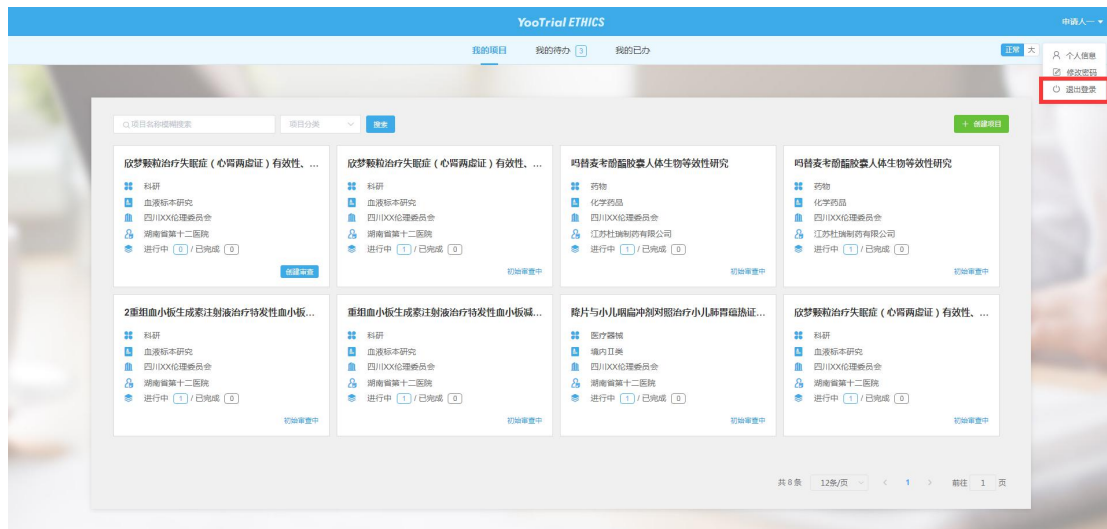 YooTrial ETHICS
申请人一
我的项目 我的待办 3 我的已办
正常 大
个人信息
修改密码
退出登录
项目名称模糊搜索 项目分类 搜索 + 创建项目
欣梦颗粒治疗失眠症（心肾两虚证）有效性、...
科研
血液标本研究
四川XX伦理委员会
湖南省第十二医院
进行中 0 / 已完成 0
创建审查
欣梦颗粒治疗失眠症（心肾两虚证）有效性、...
科研
血液标本研究
四川XX伦理委员会
湖南省第十二医院
进行中 1 / 已完成 0
初始审查中
吗替麦考酚酯胶囊人体生物等效性研究
药物
化学药品
四川XX伦理委员会
江苏杜瑞制药有限公司
进行中 1 / 已完成 0
初始审查中
吗替麦考酚酯胶囊人体生物等效性研究
药物
化学药品
四川XX伦理委员会
江苏杜瑞制药有限公司
进行中 1 / 已完成 0
初始审查中
2重组血小板生成素注射液治疗特发性血小板...
科研
血液标本研究
四川XX伦理委员会
湖南省第十二医院
进行中 1 / 已完成 0
初始审查中
重组血小板生成素注射液治疗特发性血小板减...
科研
血液标本研究
四川XX伦理委员会
湖南省第十二医院
进行中 1 / 已完成 0
初始审查中
降片与小儿咽扁冲剂对照治疗小儿肺胃蕴热证...
医疗器械
境内II类
四川XX伦理委员会
湖南省第十二医院
进行中 1 / 已完成 0
初始审查中
欣梦颗粒治疗失眠症（心肾两虚证）有效性、...
科研
血液标本研究
四川XX伦理委员会
湖南省第十二医院
进行中 1 / 已完成 0
初始审查中
共 8 条 12条/页 < 1 > 前往 1 页